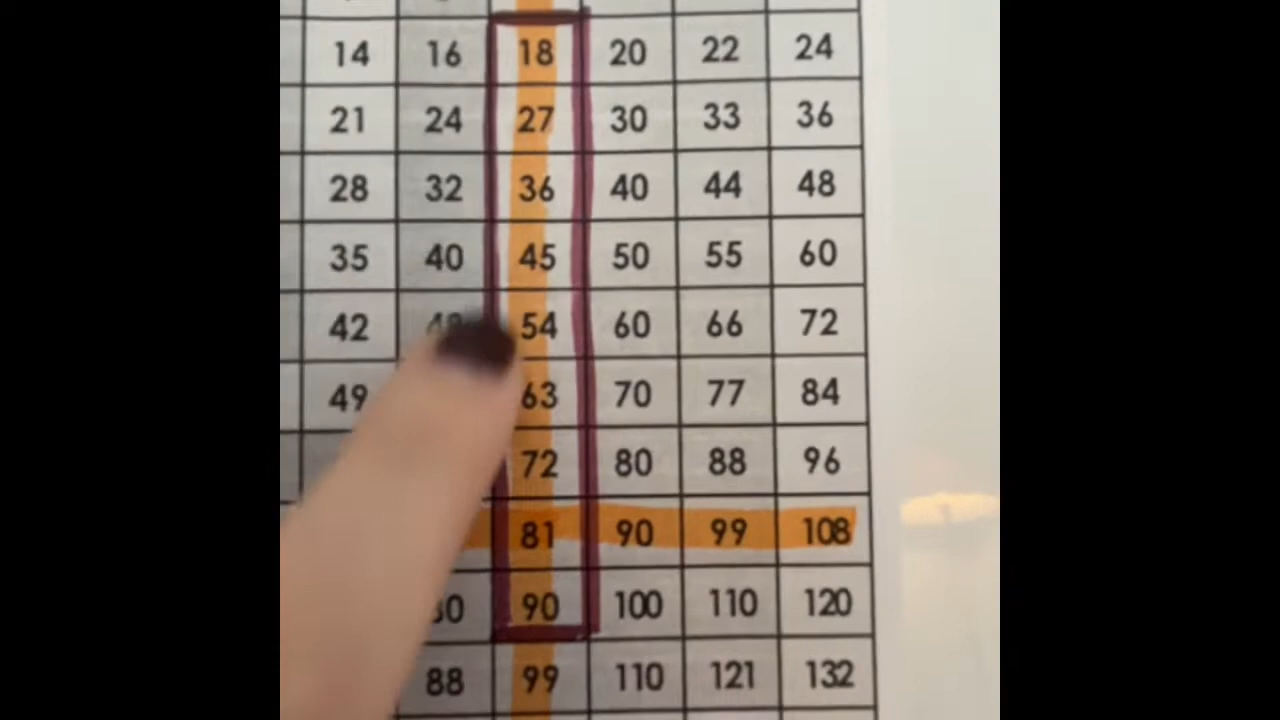 14 16 18 20 22 24
21 24 27 30 33 36
28 32 36 40 44 48
35 40 45 50 55 60
42 54 60 66 72
49 63 70 77 84
72 80 88 96
81 90 99 108
90 100 110 120
88 99 110 121 132